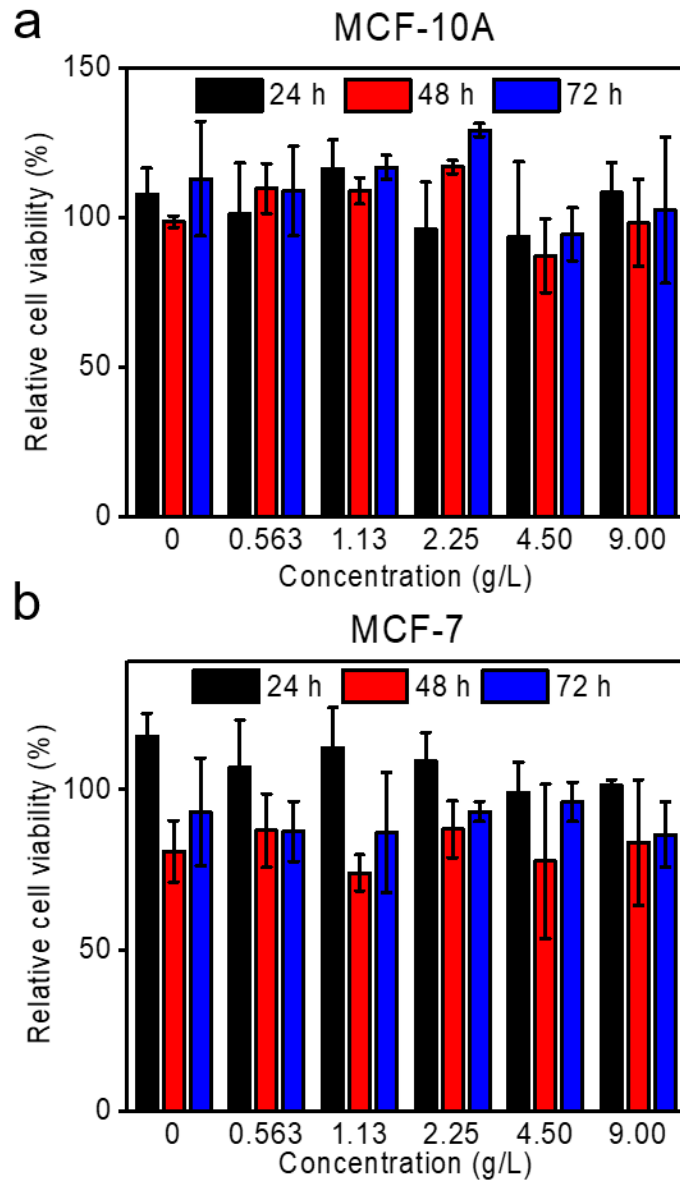 a
MCF-10A
150
24 h 48 h 72 h
100
50
0
Relative cell viability (%)
0 0.563 1.13 2.25 4.50 9.00
Concentration (g/L)
b
MCF-7
24 h 48 h 72 h
100
50
0
Relative cell viability (%)
0 0.563 1.13 2.25 4.50 9.00
Concentration (g/L)